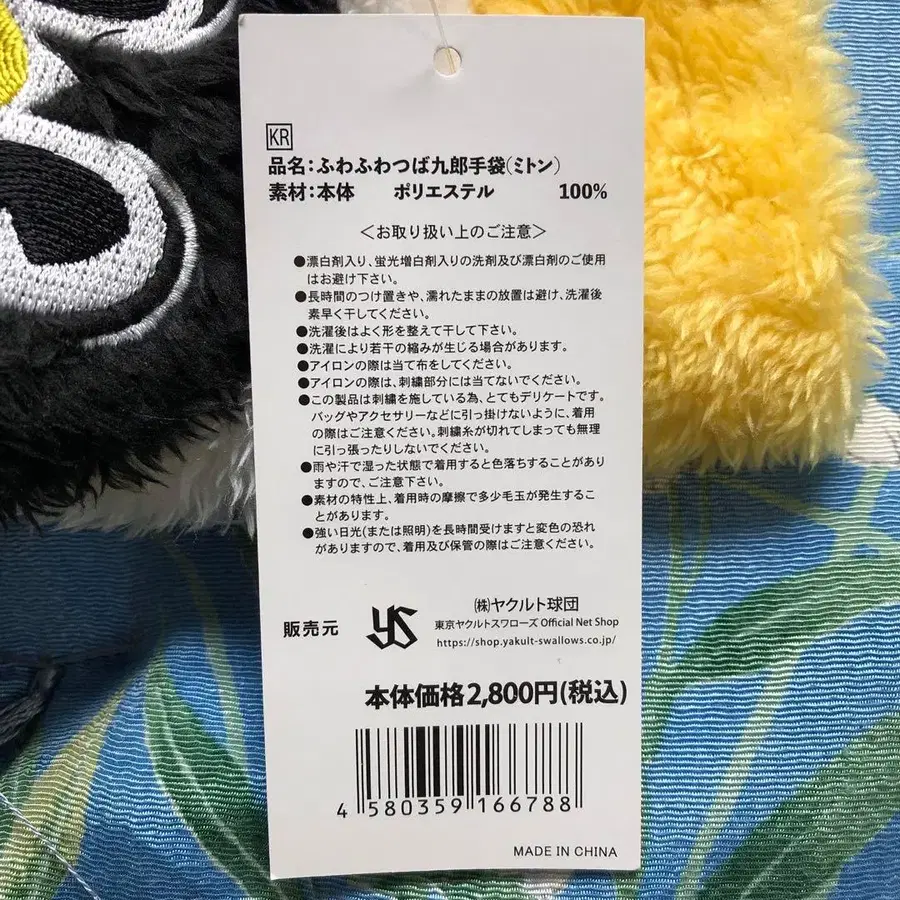 KR
品名:ふわふわつば九郎手袋(ミトン)
素材:本体 ポリエステル 100%
<お取り扱い上のご注意>
●漂白剤入り、蛍光増白剤入りの洗剤及び漂白剤のご使用
はお避け下さい。
●長時間のつけ置きや、濡れたままの放置は避け、洗濯後
素早く干してください。
●洗濯後はよく形を整えて干して下さい。
●洗濯により若干の縮みが生じる場合があります。
●アイロンの際は当て布をしてください。
●アイロンの際は、刺繍部分には当てないでください。
●この製品は刺繍を施している為、とてもデリケートです。
バッグやアクセサリーなどに引っ掛けないように、着用
の際はご注意ください。刺繍糸が切れてしまっても無理
に引っ張ったりしないでください。
●雨や汗で湿った状態で着用すると色落ちすることがあり
ますので、ご注意下さい。
●素材の特性上、着用時の摩擦で多少毛玉が発生するこ
とがあります。
●強い日光(または照明)を長時間受けますと変色の恐れ
がありますので、着用及び保管の際はご注意ください。
販売元 YS ㈱ヤクルト球団
東京ヤクルトスワローズ Official Net Shop
https://shop.yakult-swallows.co.jp/
本体価格2,800円(税込)
4 580359 166788
MADE IN CHINA